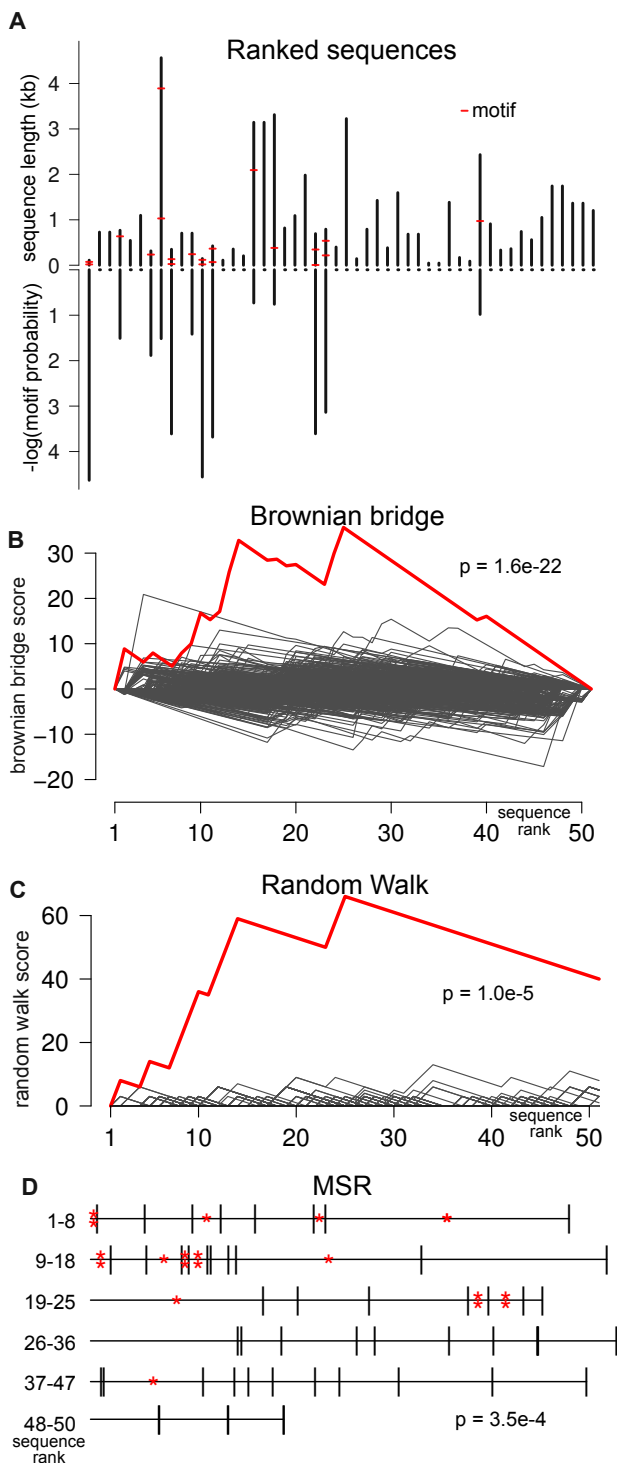 A
Ranked sequences
sequence length (kb)
4
3
2
1
0
motif
-log(motif probability)
1
2
3
4
B
Brownian bridge
brownian bridge score
30
20
10
0
−10
−20
p = 1.6e-22
1 10 20 30 40 50
sequence
rank
C
Random Walk
random walk score
60
40
20
0
p = 1.0e-5
sequence
rank
1 10 20 30 40 50
D
MSR
1-8
9-18
19-25
26-36
37-47
48-50
sequence
rank
p = 3.5e-4